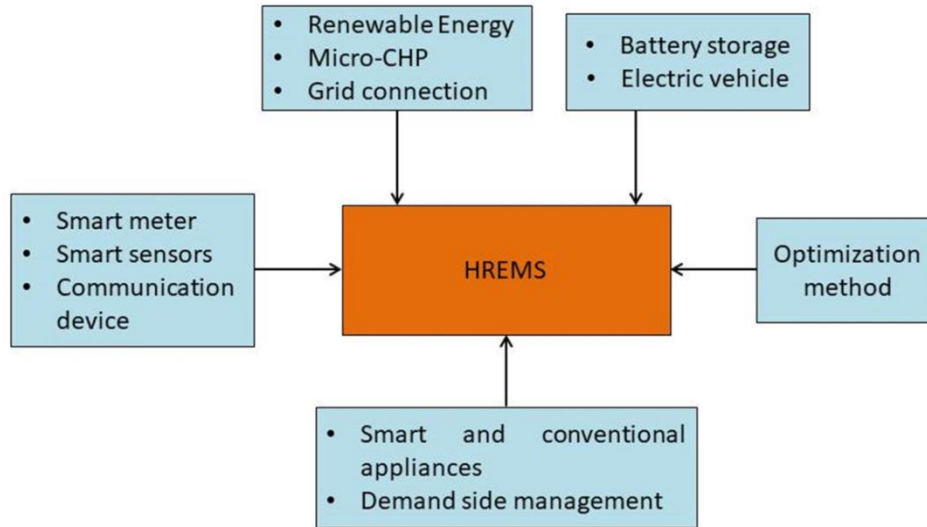 • Renewable Energy
• Micro-CHP
• Grid connection
• Battery storage
• Electric vehicle
• Smart meter
• Smart sensors
• Communication
device
HREMS
Optimization
method
• Smart and conventional
appliances
• Demand side management